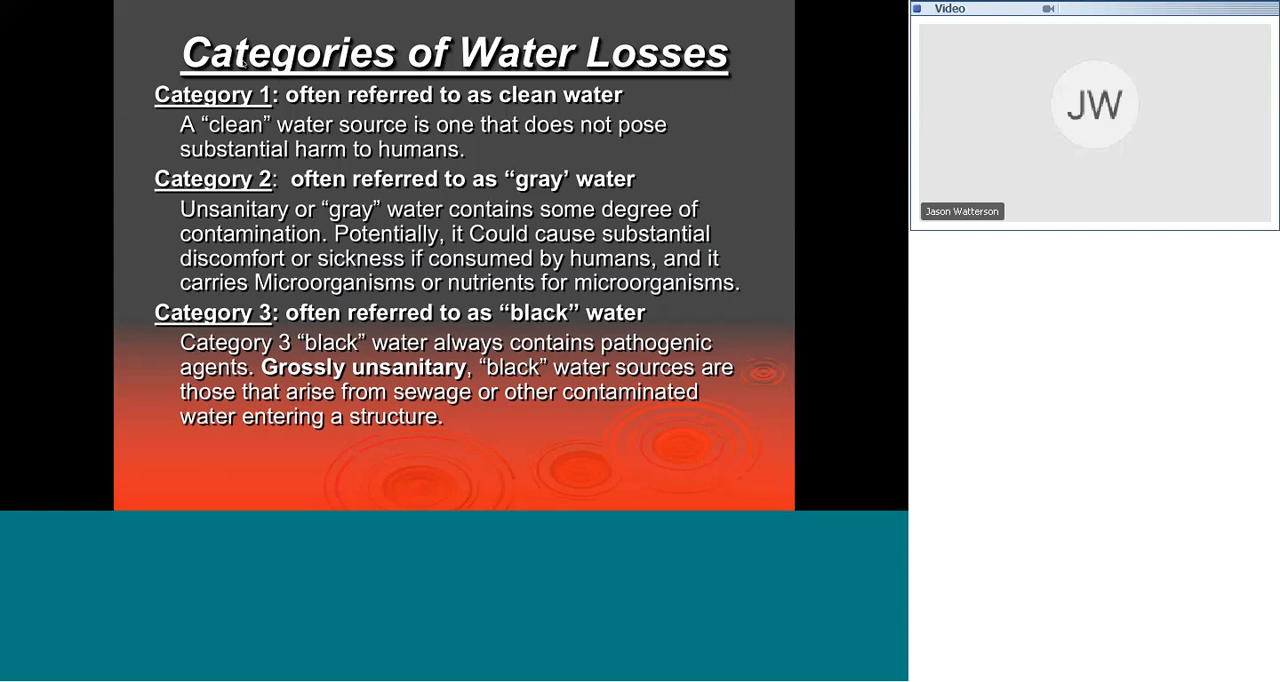 Categories of Water Losses
Category 1: often referred to as clean water
A “clean” water source is one that does not pose
substantial harm to humans.
Category 2:  often referred to as “gray’ water
Unsanitary or “gray” water contains some degree of
contamination. Potentially, it Could cause substantial
discomfort or sickness if consumed by humans, and it
carries Microorganisms or nutrients for microorganisms.
Category 3: often referred to as “black” water
Category 3 “black” water always contains pathogenic
agents. Grossly unsanitary, “black” water sources are
those that arise from sewage or other contaminated
water entering a structure.
Video
JW
Jason Watterson